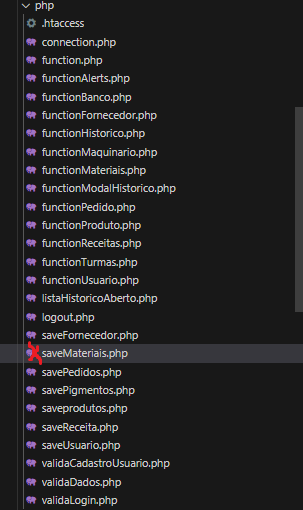 php
.htaccess
connection.php
function.php
functionAlerts.php
functionBanco.php
functionFornecedor.php
functionHistorico.php
functionMaquinario.php
functionMateriais.php
functionModalHistorico.php
functionPedido.php
functionProduto.php
functionReceitas.php
functionTurmas.php
functionUsuario.php
listaHistoricoAberto.php
logout.php
saveFornecedor.php
saveMateriais.php
savePedidos.php
savePigmentos.php
saveprodutos.php
saveReceita.php
saveUsuario.php
validaCadastroUsuario.php
validaDados.php
validaLogin.php